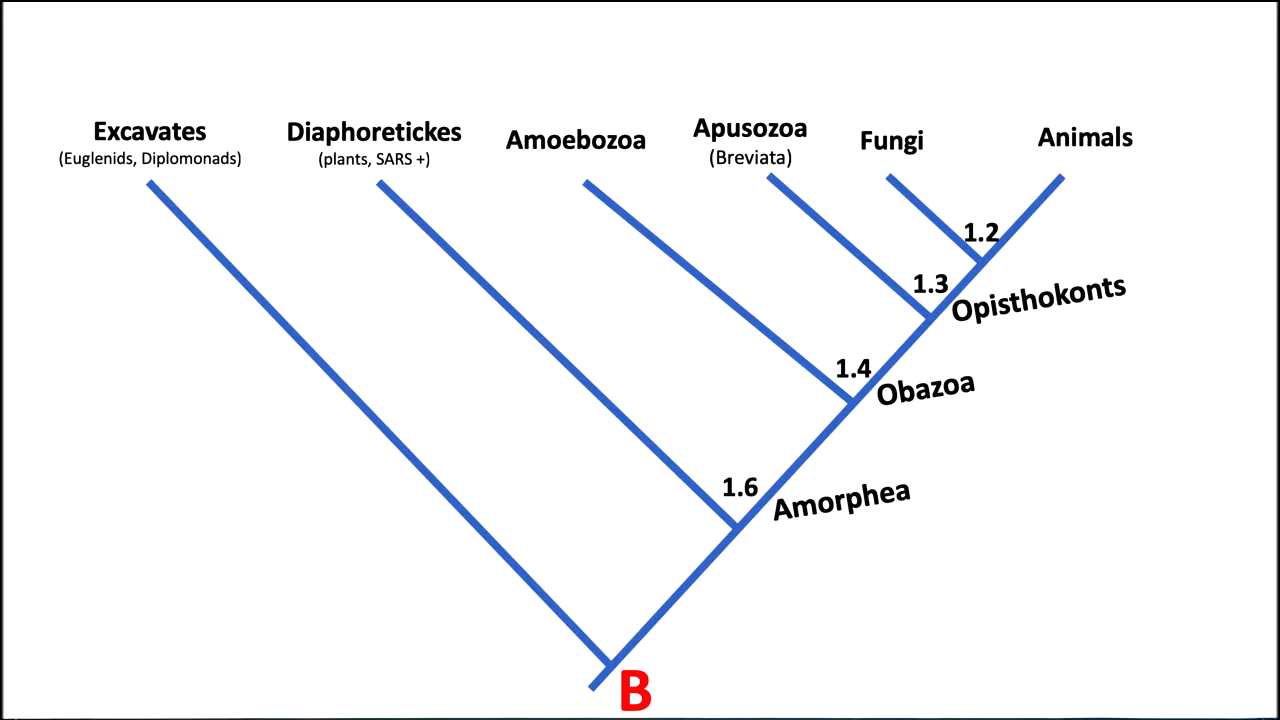 Excavates
(Euglenids, Diplomonads)
Diaphoretickes
(plants, SARS +)
Amoebozoa
Apusozoa
(Breviata)
Fungi
Animals
1.2
1.3
Opisthokonts
1.4
Obazoa
1.6
Amorphea
B